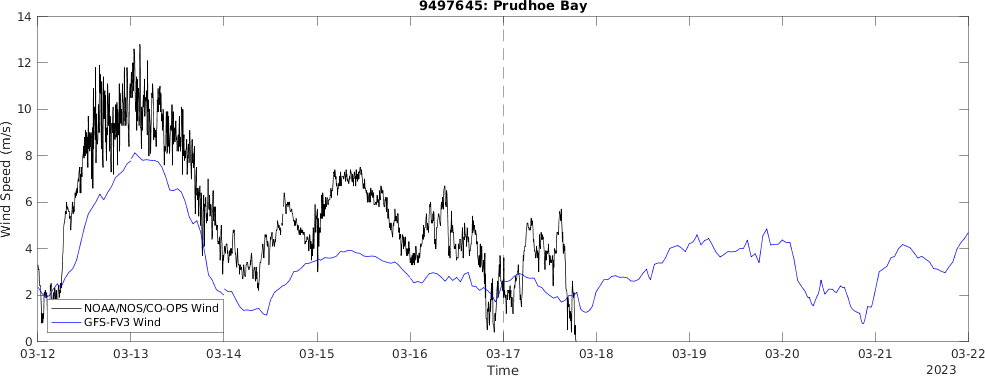 9497645: Prudhoe Bay
14
12
10
8
6
4
2
0
Wind Speed (m/s)
NOAA/NOS/CO-OPS Wind
GFS-FV3 Wind
03-12 03-13 03-14 03-15 03-16 03-17 03-18 03-19 03-20 03-21 03-22
Time
2023